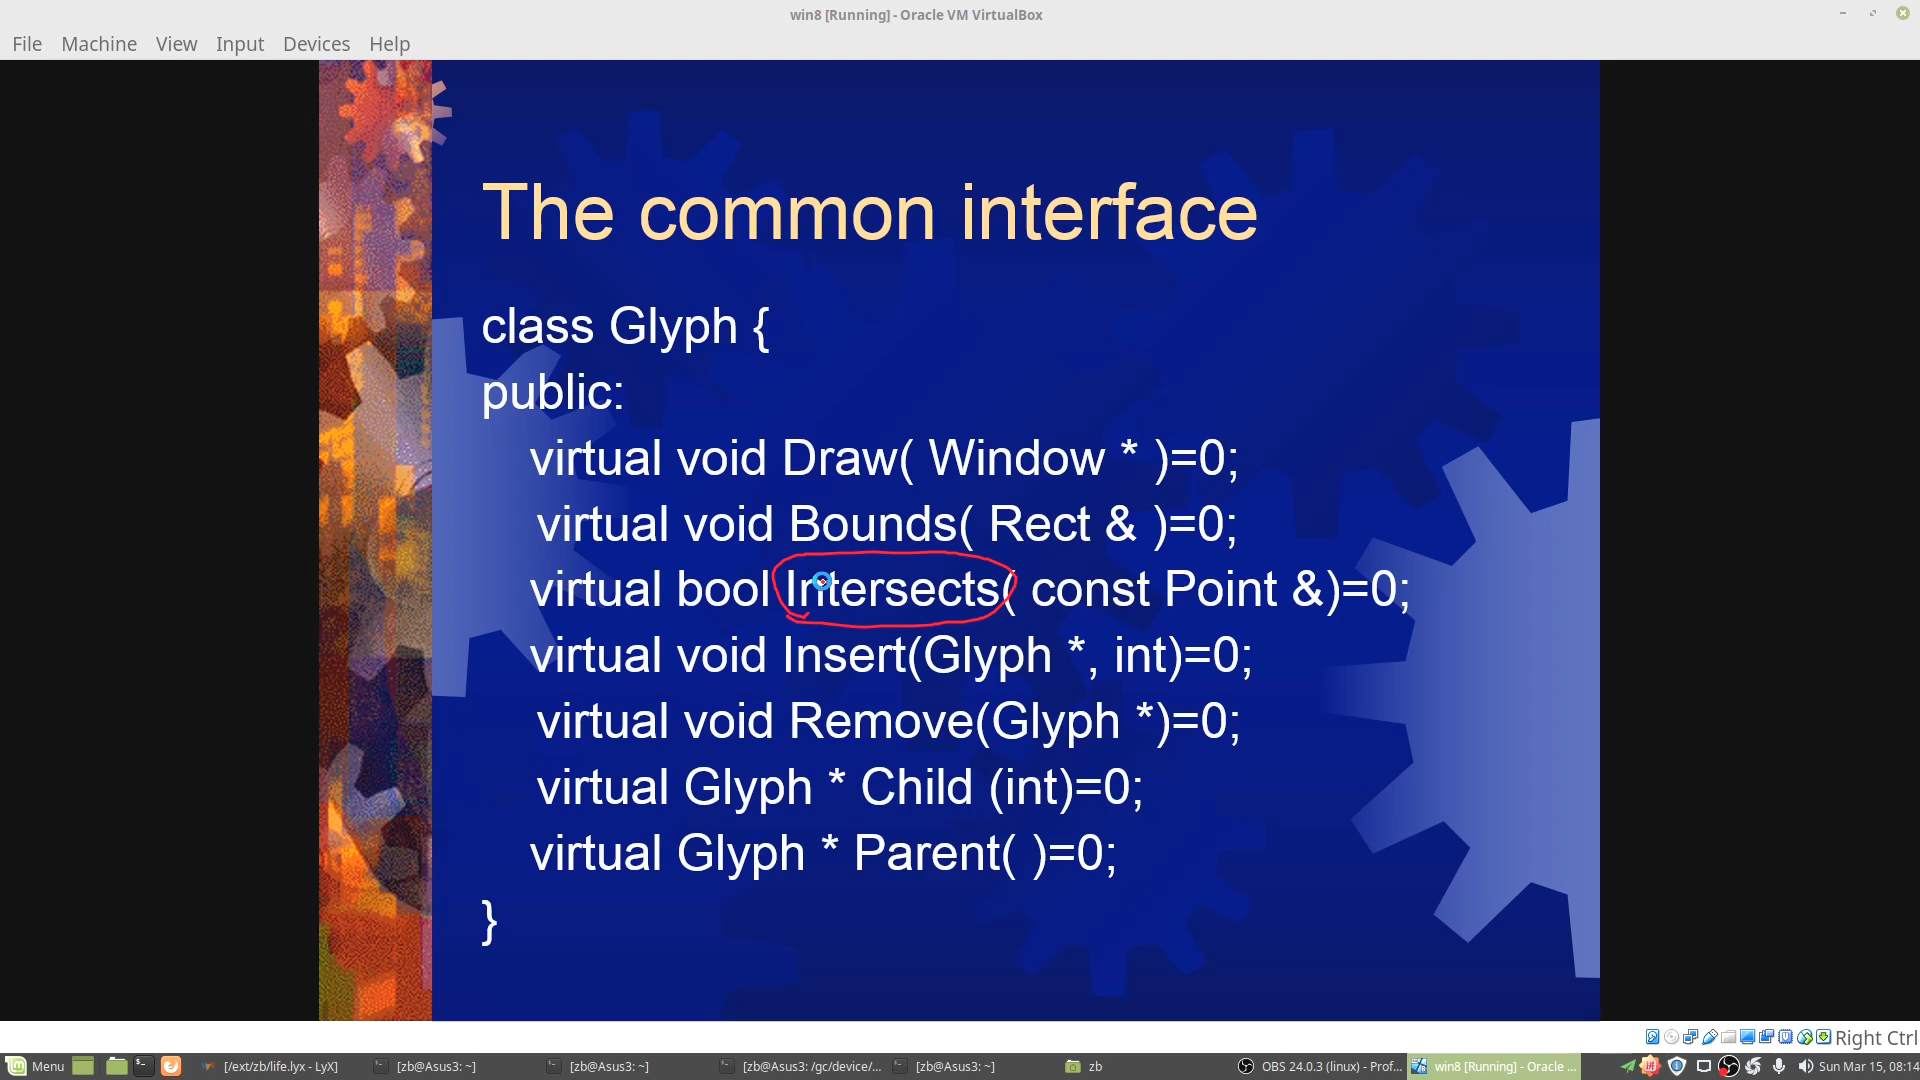 win8 [Running] - Oracle VM VirtualBox
File Machine View Input Devices Help
The common interface
class Glyph {
public:
virtual void Draw( Window * )=0;
virtual void Bounds( Rect & )=0;
virtual bool Intersects( const Point &)=0;
virtual void Insert(Glyph *, int)=0;
virtual void Remove(Glyph *)=0;
virtual Glyph * Child (int)=0;
virtual Glyph * Parent( )=0;
}
Right Ctrl
Menu [/ext/zb/life.lyx - LyX] [zb@Asus3: ~] [zb@Asus3: ~] [zb@Asus3: /gc/device/... [zb@Asus3: ~] zb OBS 24.0.3 (linux) - Prof... win8 [Running] - Oracle ... Sun Mar 15, 08:14